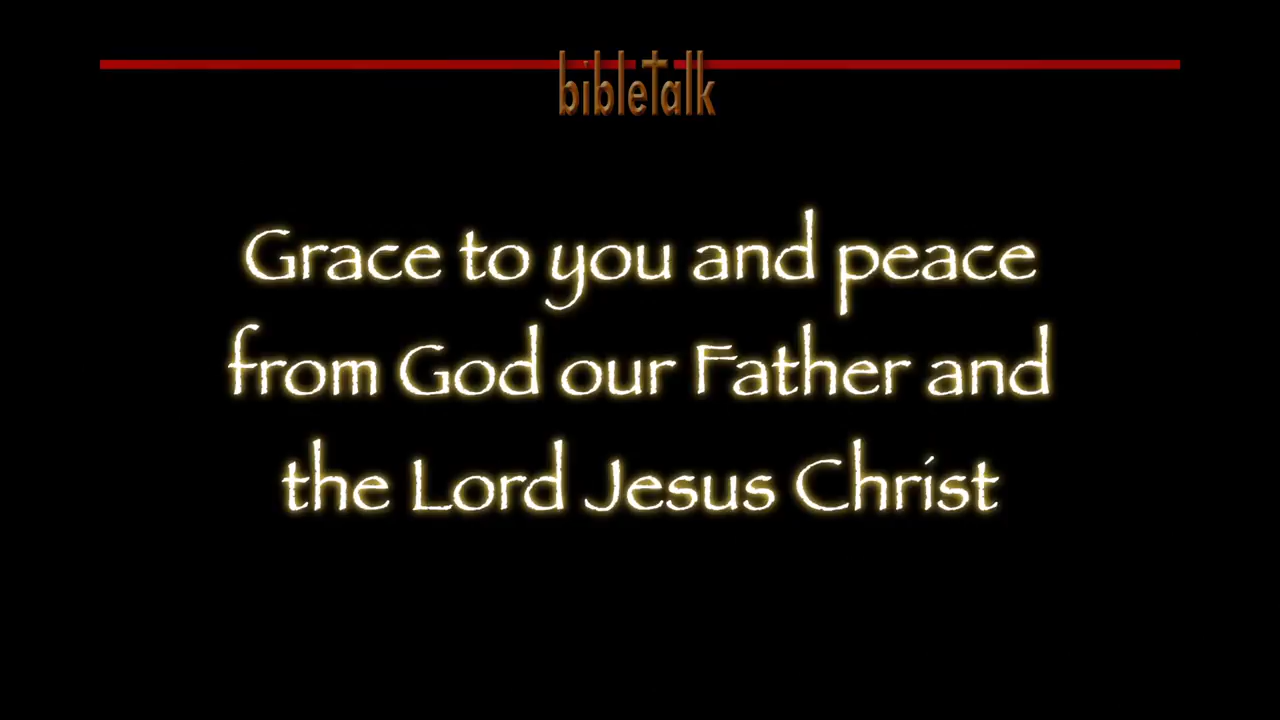 bibleTalk
Grace to you and peace
from God our Father and
the Lord Jesus Christ